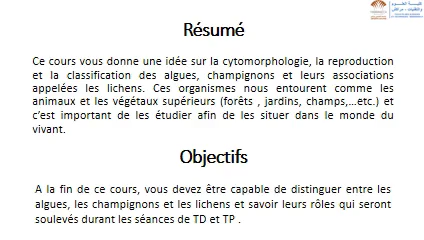 كلية العلوم
والتقنيات - مراكش
Résumé
Ce cours vous donne une idée sur la cytomorphologie, la reproduction
et la classification des algues, champignons et leurs associations
appelées les lichens. Ces organismes nous entourent comme les
animaux et les végétaux supérieurs (forêts , jardins, champs,...etc.) et
c'est important de les étudier afin de les situer dans le monde du
vivant.
Objectifs
A la fin de ce cours, vous devez être capable de distinguer entre les
algues, les champignons et les lichens et savoir leurs rôles qui seront
soulevés durant les séances de TD et TP .